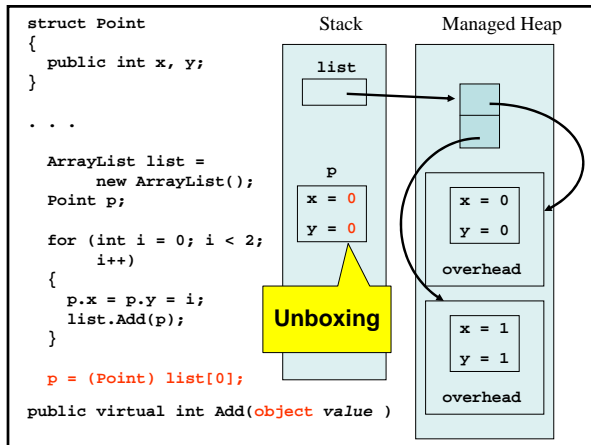 struct Point
{
public int x, y;
}
. . .
ArrayList list =
new ArrayList();
Point p;
for (int i = 0; i < 2;
i++)
{
p.x = p.y = i;
list.Add(p);
}
p = (Point) list[0];
public virtual int Add(object value )
Stack
list
p
x = 0
y = 0
Unboxing
Managed Heap
x = 0
y = 0
overhead
x = 1
y = 1
overhead